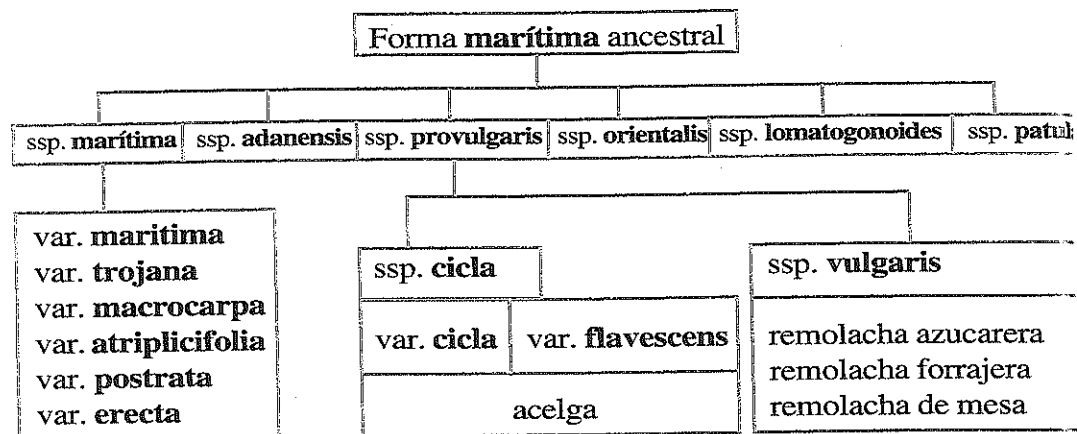 Forma marítima ancestral
ssp. marítima ssp. adanensis ssp. provulgaris ssp. orientalis ssp. lomatogonoides ssp. patul
var. maritima
var. trojana
var. macrocarpa
var. atriplicifolia
var. postrata
var. erecta
ssp. cicla
var. cicla var. flavescens
acelga
ssp. vulgaris
remolacha azucarera
remolacha forrajera
remolacha de mesa